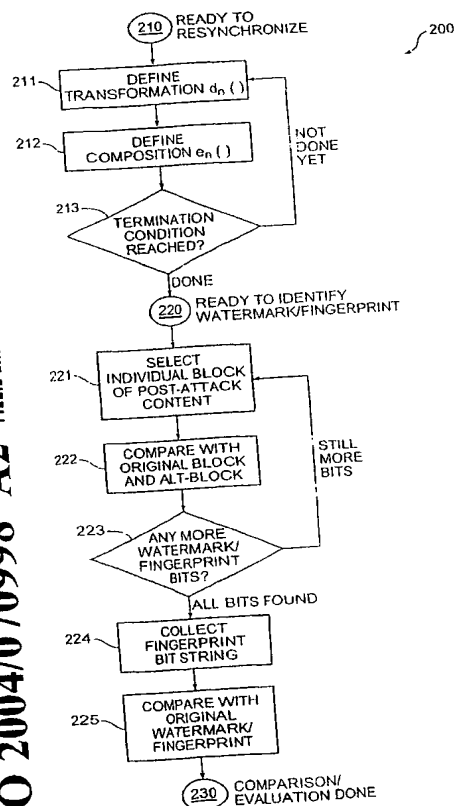 210 READY TO
RESYNCHRONIZE
200
211 DEFINE
TRANSFORMATION dn ( )
212 DEFINE
COMPOSITION en ( )
NOT
DONE
YET
213
TERMINATION
CONDITION
REACHED?
DONE
220 READY TO IDENTIFY
WATERMARK/FINGERPRINT
221 SELECT
INDIVIDUAL BLOCK
OF POST-ATTACK
CONTENT
222 COMPARE WITH
ORIGINAL BLOCK
AND ALT-BLOCK
STILL
MORE
BITS
223
ANY MORE
WATERMARK/
FINGERPRINT
BITS?
ALL BITS FOUND
224 COLLECT
FINGERPRINT
BIT STRING
225 COMPARE WITH
ORIGINAL
WATERMARK/
FINGERPRINT
230 COMPARISON/
EVALUATION DONE
O 2004/070998 A2